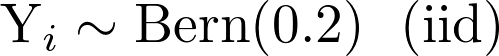 Y_i ∼ Bern(0.2) (iid)